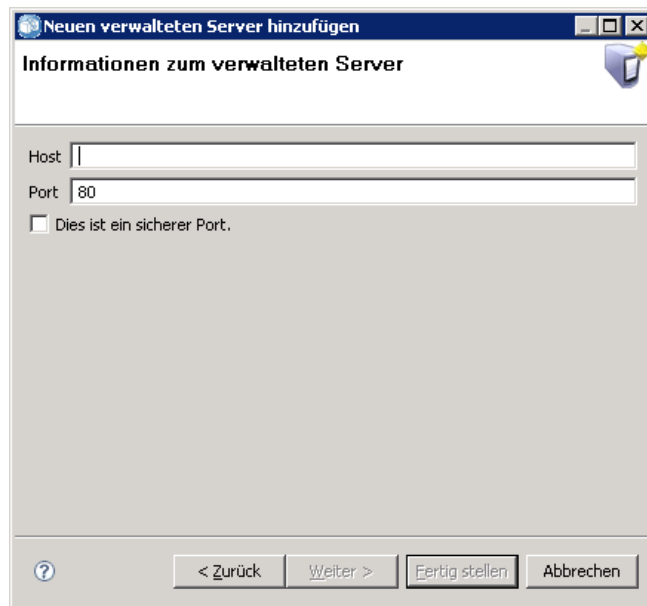 Neuen verwalteten Server hinzufügen
Informationen zum verwalteten Server
Host
Port 80
Dies ist ein sicherer Port.
? < Zurück Weiter > Fertig stellen Abbrechen